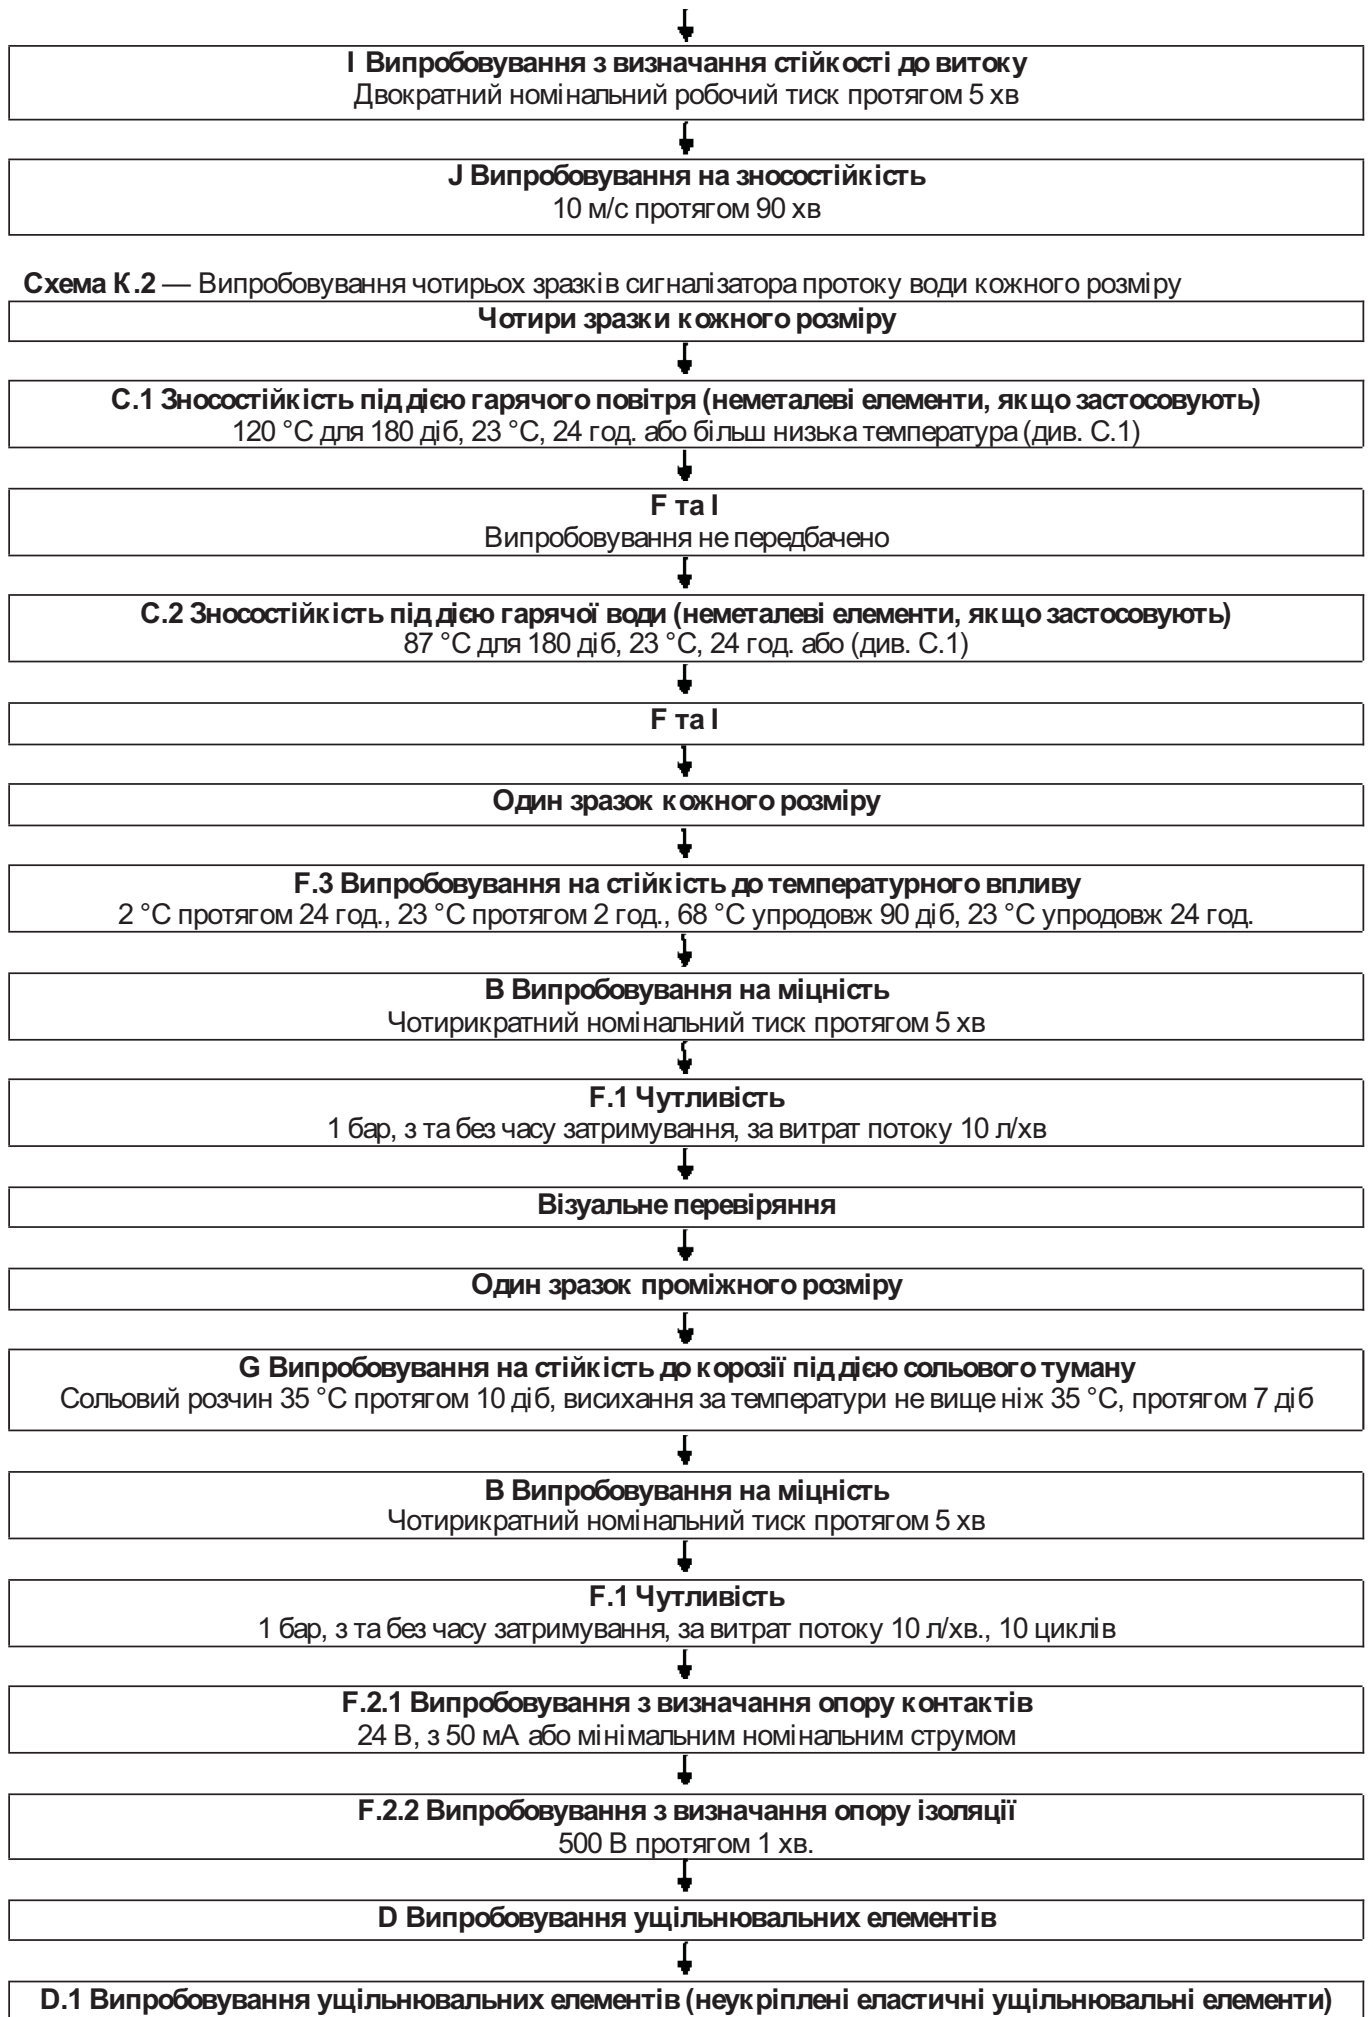 I Випробовування з визначання стійкості до витоку
Двократний номінальний робочий тиск протягом 5 хв
J Випробовування на зносостійкість
10 м/с протягом 90 хв
Схема К.2 — Випробовування чотирьох зразків сигналізатора протоку води кожного розміру
Чотири зразки кожного розміру
C.1 Зносостійкість під дією гарячого повітря (неметалеві елементи, якщо застосовують)
120 °С для 180 діб, 23 °С, 24 год. або більш низька температура (див. С.1)
F та I
Випробовування не передбачено
C.2 Зносостійкість під дією гарячої води (неметалеві елементи, якщо застосовують)
87 °С для 180 діб, 23 °С, 24 год. або (див. С.1)
F та I
Один зразок кожного розміру
F.3 Випробовування на стійкість до температурного впливу
2 °С протягом 24 год., 23 °С протягом 2 год., 68 °С упродовж 90 діб, 23 °С упродовж 24 год.
В Випробовування на міцність
Чотирикратний номінальний тиск протягом 5 хв
F.1 Чутливість
1 бар, з та без часу затримування, за витрат потоку 10 л/хв
Візуальне перевіряння
Один зразок проміжного розміру
G Випробовування на стійкість до корозії під дією сольового туману
Сольовий розчин 35 °С протягом 10 діб, висихання за температури не вище ніж 35 °С, протягом 7 діб
В Випробовування на міцність
Чотирикратний номінальний тиск протягом 5 хв
F.1 Чутливість
1 бар, з та без часу затримування, за витрат потоку 10 л/хв., 10 циклів
F.2.1 Випробовування з визначання опору контактів
24 В, з 50 мА або мінімальним номінальним струмом
F.2.2 Випробовування з визначання опору ізоляції
500 В протягом 1 хв.
D Випробовування ущільнювальних елементів
D.1 Випробовування ущільнювальних елементів (неукріплені еластичні ущільнювальні елементи)